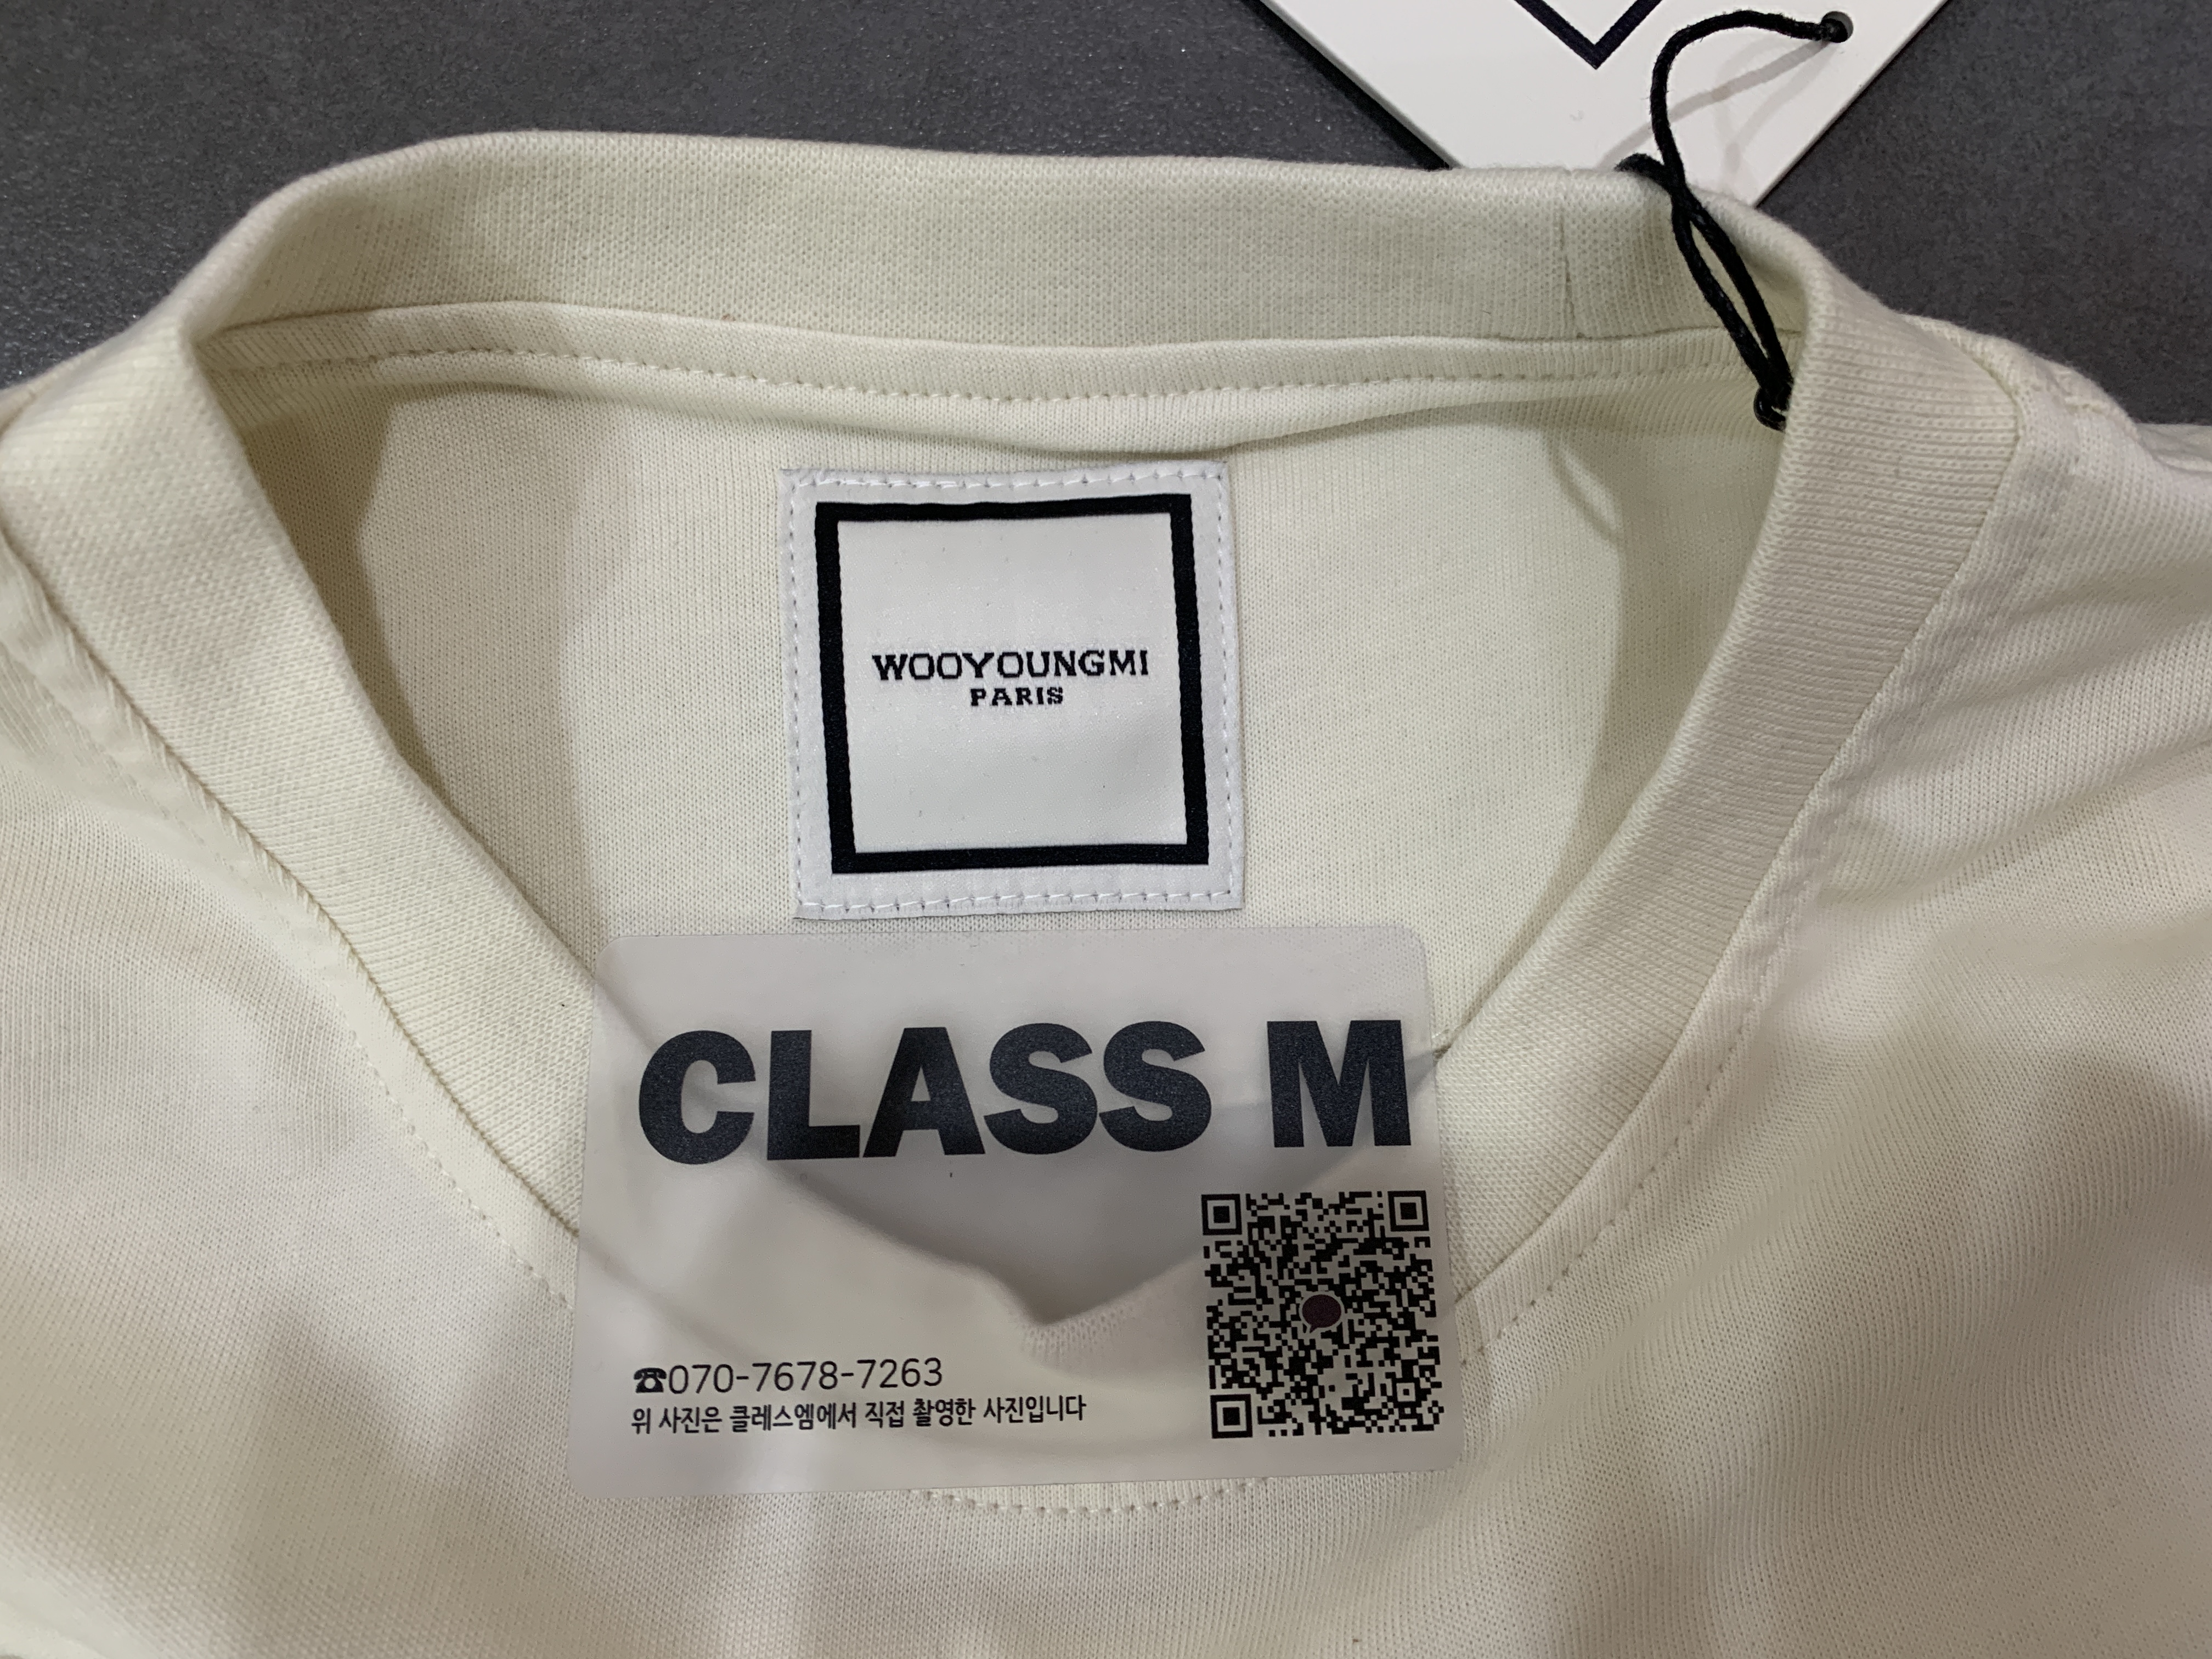 WOOYOUNGMI
PARIS
CLASS M
☎070-7678-7263
위 사진은 클레스엠에서 직접 촬영한 사진입니다